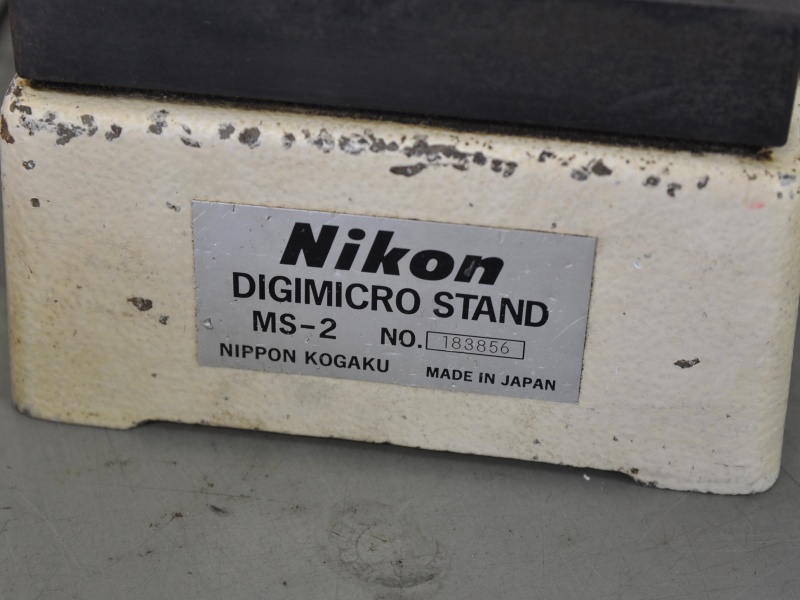 Nikon
DIGIMICRO STAND
MS-2 NO. 183856
NIPPON KOGAKU MADE IN JAPAN